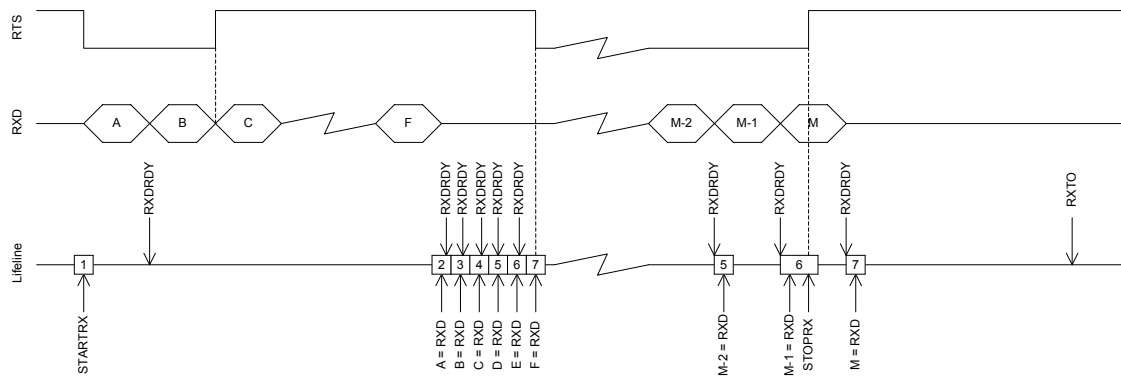 RTS
RXD
A
B
C
F
M-2
M-1
M
Lifeline
RXDRDY
RXDRDY
RXDRDY
RXDRDY
RXDRDY
RXDRDY
RXDRDY
RXDRDY
RXDRDY
RXTO
1
2
3
4
5
6
7
5
6
7
STARTRX
A = RXD
B = RXD
C = RXD
D = RXD
E = RXD
F = RXD
M-2 = RXD
M-1 = RXD
STOPRX
M = RXD